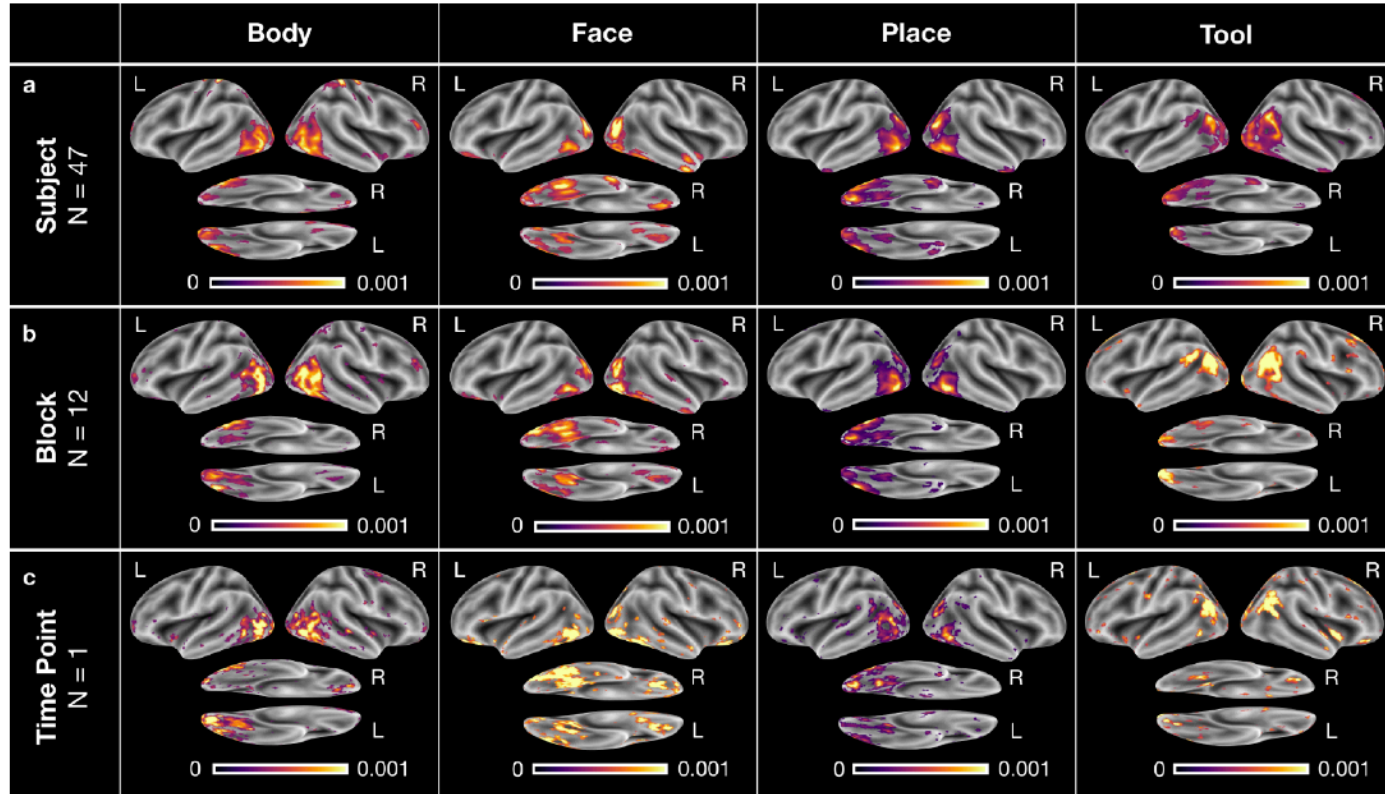 Body Face Place Tool
a
Subject
N = 47
L R L R L R L R
R R R R
L L L L
0 0.001 0 0.001 0 0.001 0 0.001
b
Block
N = 12
L R L R L R L R
R R R R
L L L L
0 0.001 0 0.001 0 0.001 0 0.001
c
Time Point
N = 1
L R L R L R L R
R R R R
L L L L
0 0.001 0 0.001 0 0.001 0 0.001